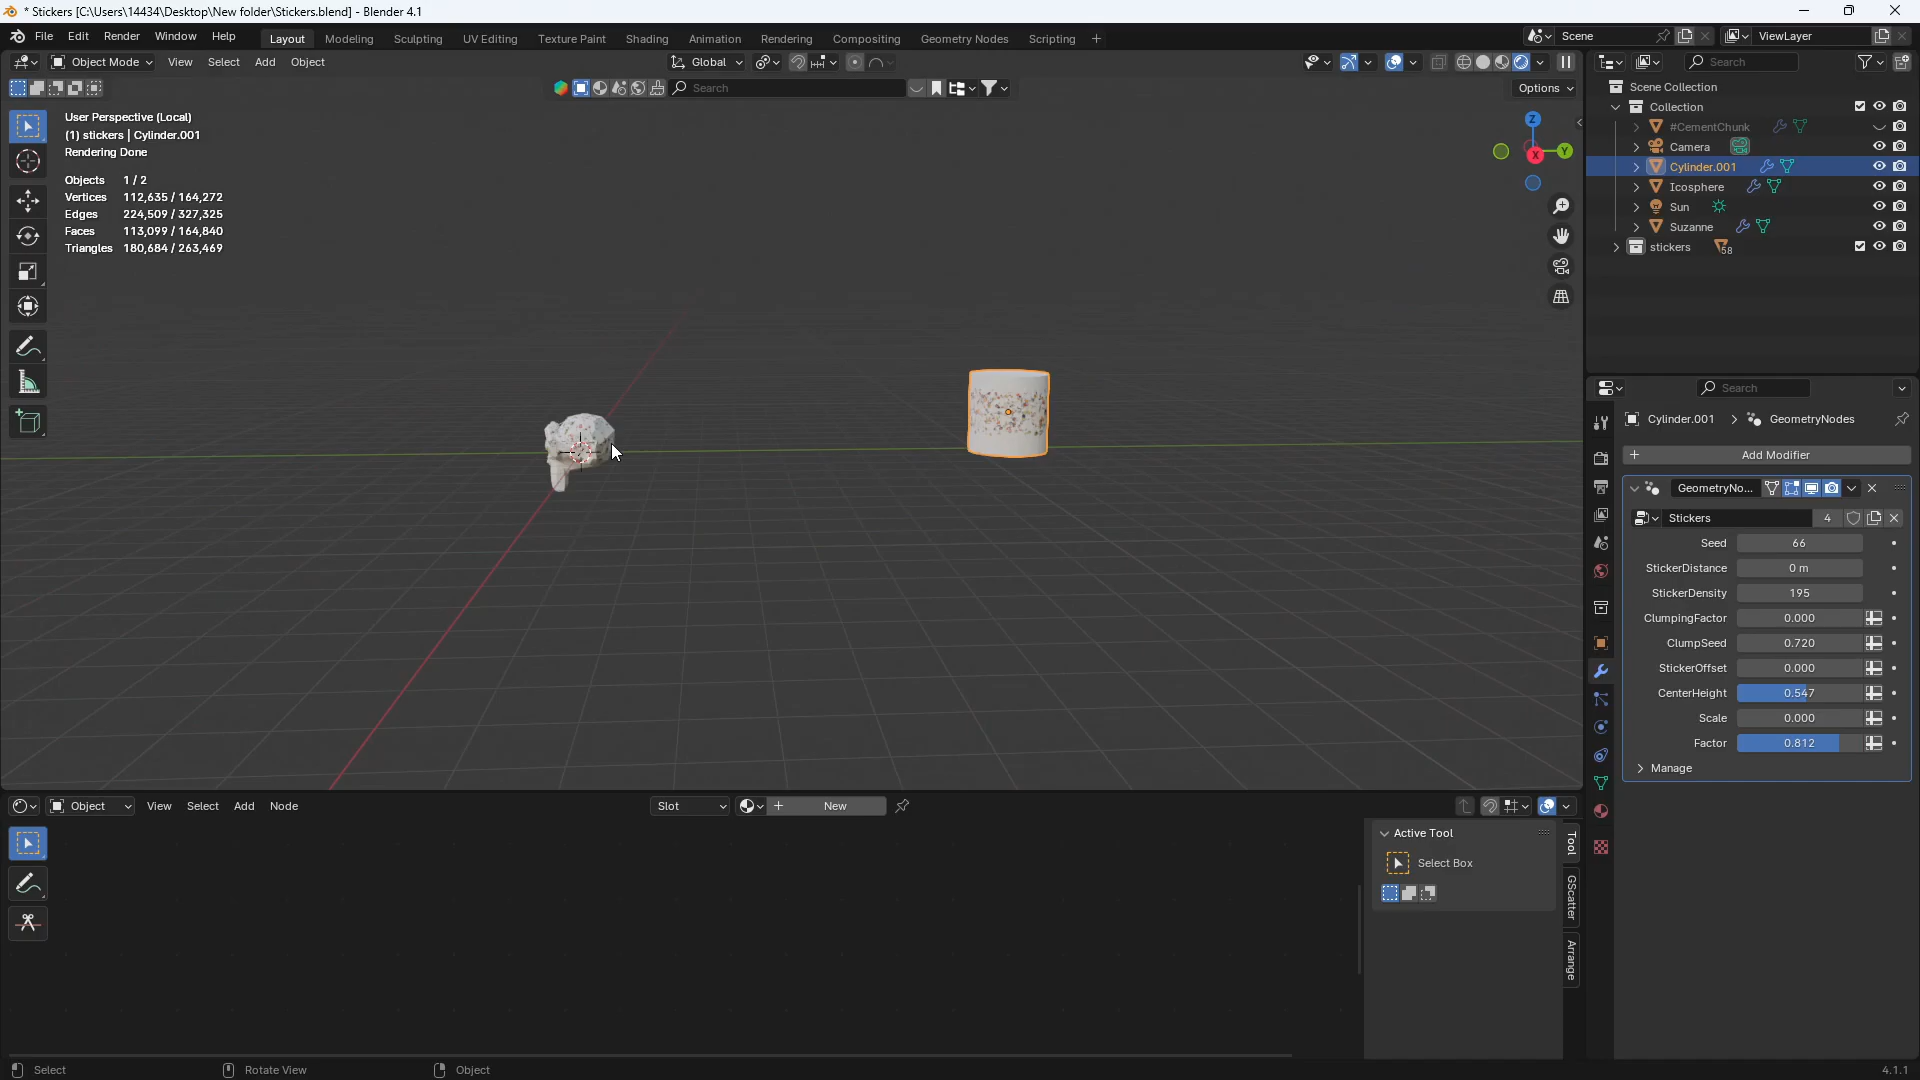 * Stickers [C:\Users\14434\Desktop\New folder\Stickers.blend] - Blender 4.1
File Edit Render Window Help
Layout Modeling Sculpting UV Editing Texture Paint Shading Animation Rendering Compositing Geometry Nodes Scripting +
Scene
ViewLayer
Object Mode View Select Add Object
Global
Search
Search
Options
User Perspective (Local)
(1) stickers | Cylinder.001
Rendering Done
Objects 1/2
Vertices 112,635 / 164,272
Edges 224,509 / 327,325
Faces 113,099 / 164,840
Triangles 180,684 / 263,469
Z
Y
X
Scene Collection
Collection
#CementChunk
Camera
Cylinder.001
Icosphere
Sun
Suzanne
stickers 58
Search
Cylinder.001 > GeometryNodes
+ Add Modifier
GeometryNo...
Stickers 4
Seed 66
StickerDistance 0 m
StickerDensity 195
ClumpingFactor 0.000
ClumpSeed 0.720
StickerOffset 0.000
CenterHeight 0.547
Scale 0.000
Factor 0.812
Manage
Object View Select Add Node
Slot
+ New
Active Tool
Select Box
Tool
GScatter
Arrange
Select
Rotate View
Object
4.1.1